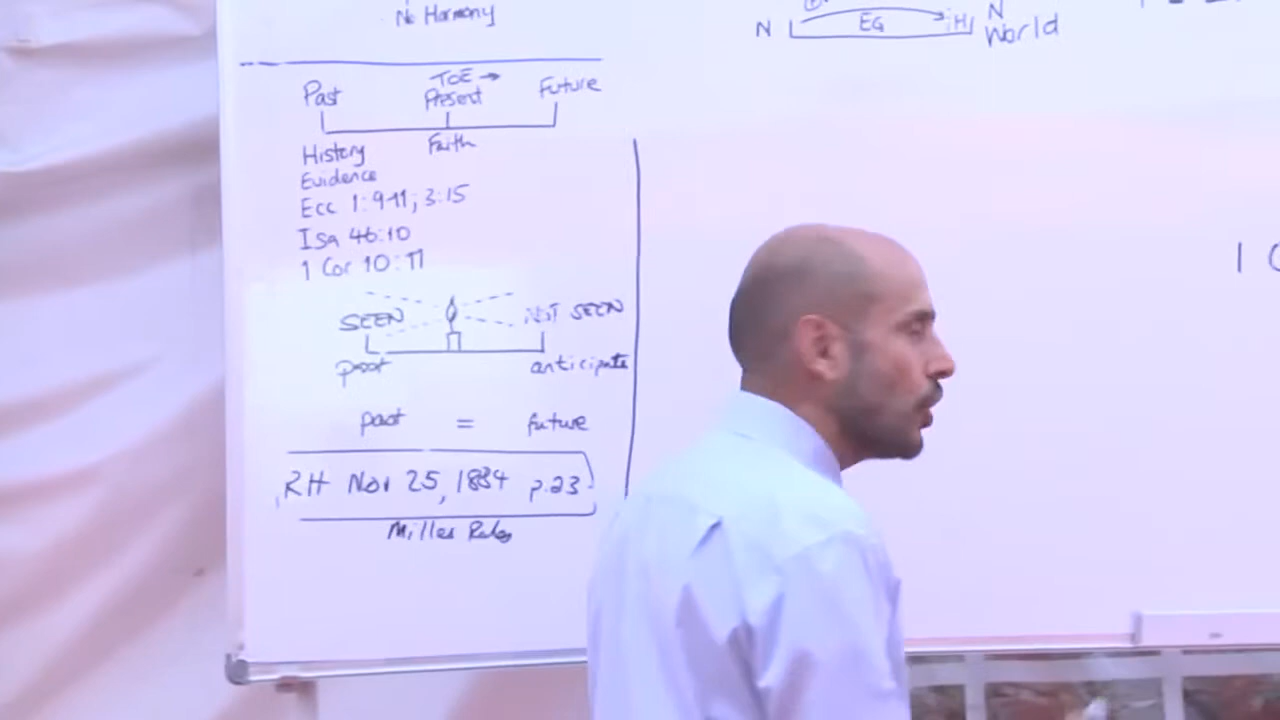 No Harmony
Past TOE → Present Future
History Faith
Evidence
Ecc 1:9-11; 3:15
Isa 46:10
1 Cor 10:11
SEEN NOT SEEN
past anticipate
past = future
RH Nov 25, 1884 p.23
Miller Rules
N EG iH N
World